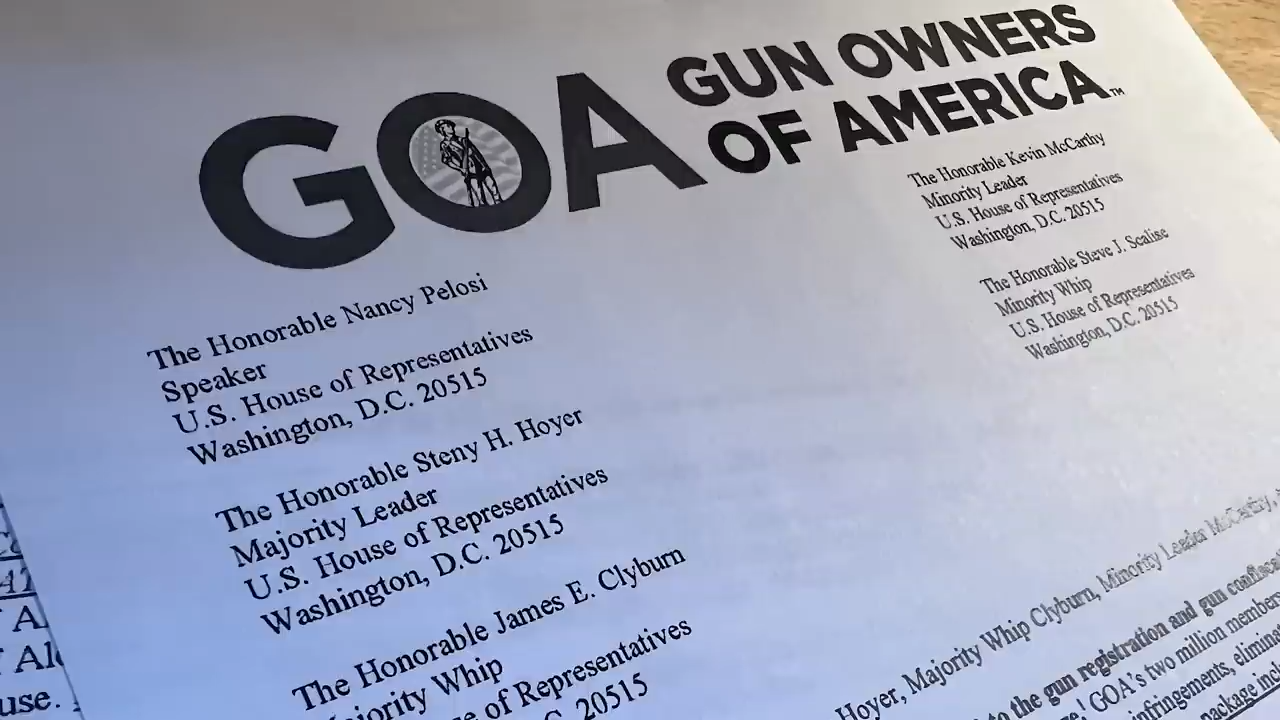 GOA GUN OWNERS
OF AMERICA™
The Honorable Kevin McCarthy
Minority Leader
U.S. House of Representatives
Washington, D.C. 20515
The Honorable Steve J. Scalise
Minority Whip
U.S. House of Representatives
Washington, D.C. 20515
The Honorable Nancy Pelosi
Speaker
U.S. House of Representatives
Washington, D.C. 20515
The Honorable Steny H. Hoyer
Majority Leader
U.S. House of Representatives
Washington, D.C. 20515
The Honorable James E. Clyburn
Whip
of Representatives
20515
Hoyer, Majority Whip Clyburn, Minority Leader McCarthy,
to the gun registration and gun
GOA's two million members
infringements,
package
use.